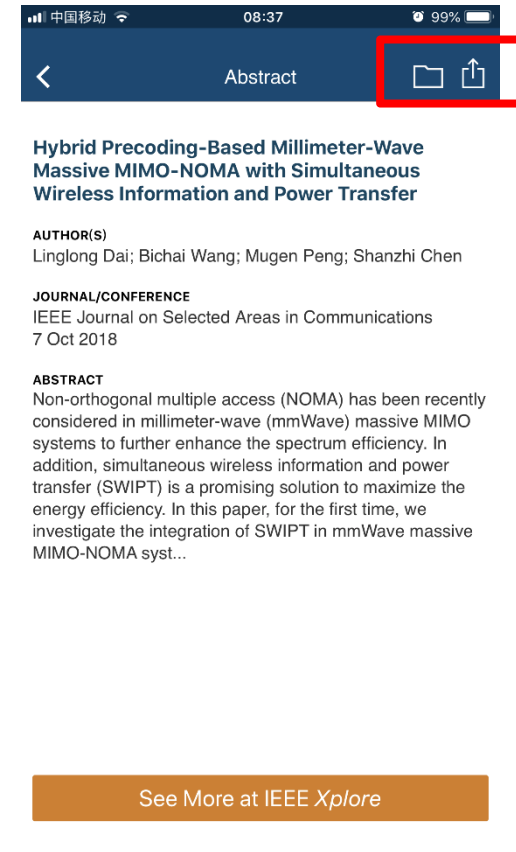 中国移动 08:37 99%
Abstract
Hybrid Precoding-Based Millimeter-Wave
Massive MIMO-NOMA with Simultaneous
Wireless Information and Power Transfer
AUTHOR(S)
Linglong Dai; Bichai Wang; Mugen Peng; Shanzhi Chen
JOURNAL/CONFERENCE
IEEE Journal on Selected Areas in Communications
7 Oct 2018
ABSTRACT
Non-orthogonal multiple access (NOMA) has been recently
considered in millimeter-wave (mmWave) massive MIMO
systems to further enhance the spectrum efficiency. In
addition, simultaneous wireless information and power
transfer (SWIPT) is a promising solution to maximize the
energy efficiency. In this paper, for the first time, we
investigate the integration of SWIPT in mmWave massive
MIMO-NOMA syst...
See More at IEEE Xplore